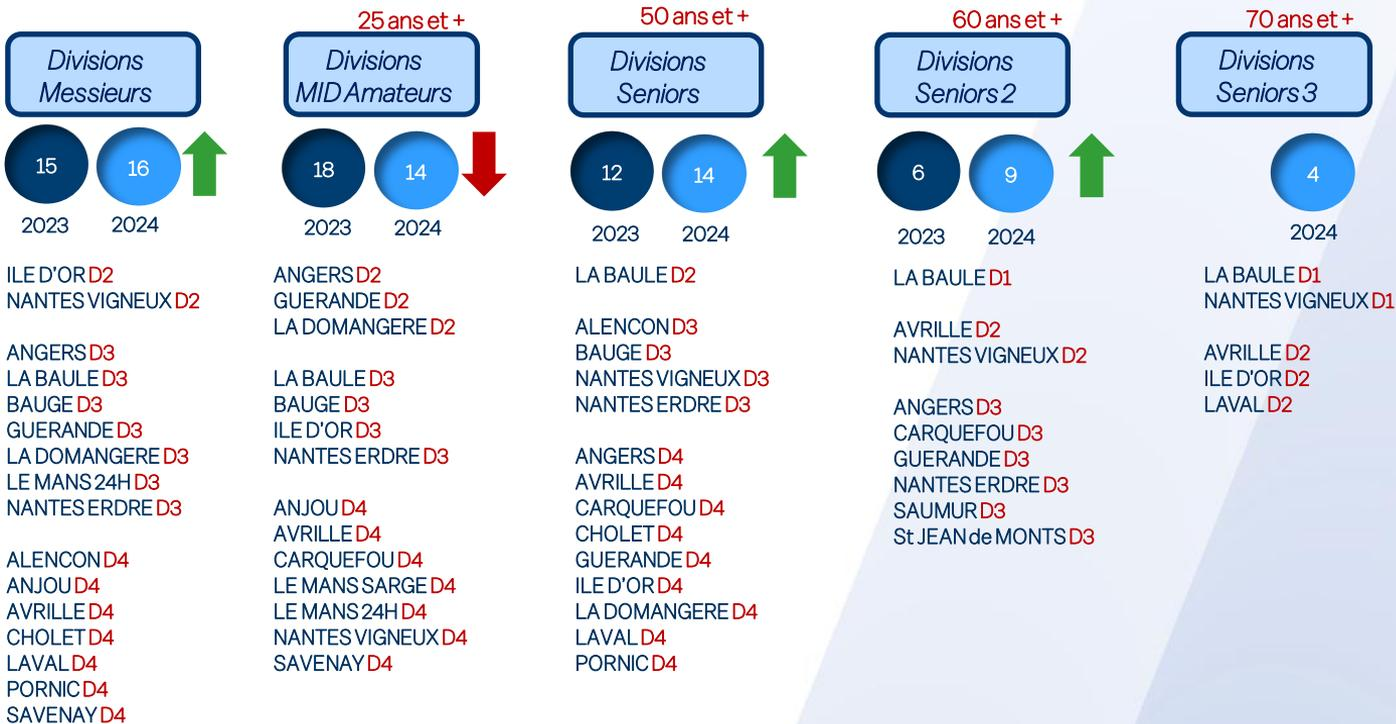 Divisions
Messieurs
15
16
2023
2024
ILE D'OR D2
NANTES VIGNEUX D2
ANGERS D3
LA BAULE D3
BAUGE D3
GUERANDE D3
LA DOMANGERE D3
LE MANS 24H D3
NANTES ERDRE D3
ALENCON D4
ANJOU D4
AVRILLE D4
CHOLET D4
LAVAL D4
PORNIC D4
SAVENAY D4
25 ans et +
Divisions
MID Amateurs
18
14
2023
2024
ANGERS D2
GUERANDE D2
LA DOMANGERE D2
LA BAULE D3
BAUGE D3
ILE D'OR D3
NANTES ERDRE D3
ANJOU D4
AVRILLE D4
CARQUEFOU D4
LE MANS SARGE D4
LE MANS 24H D4
NANTES VIGNEUX D4
SAVENAY D4
50 ans et +
Divisions
Seniors
12
14
2023
2024
LA BAULE D2
ALENCON D3
BAUGE D3
NANTES VIGNEUX D3
NANTES ERDRE D3
ANGERS D4
AVRILLE D4
CARQUEFOU D4
CHOLET D4
GUERANDE D4
ILE D'OR D4
LA DOMANGERE D4
LAVAL D4
PORNIC D4
60 ans et +
Divisions
Seniors 2
6
9
2023
2024
LA BAULE D1
AVRILLE D2
NANTES VIGNEUX D2
ANGERS D3
CARQUEFOU D3
GUERANDE D3
NANTES ERDRE D3
SAUMUR D3
St JEAN de MONTS D3
70 ans et +
Divisions
Seniors 3
4
2024
LA BAULE D1
NANTES VIGNEUX D1
AVRILLE D2
ILE D'OR D2
LAVAL D2